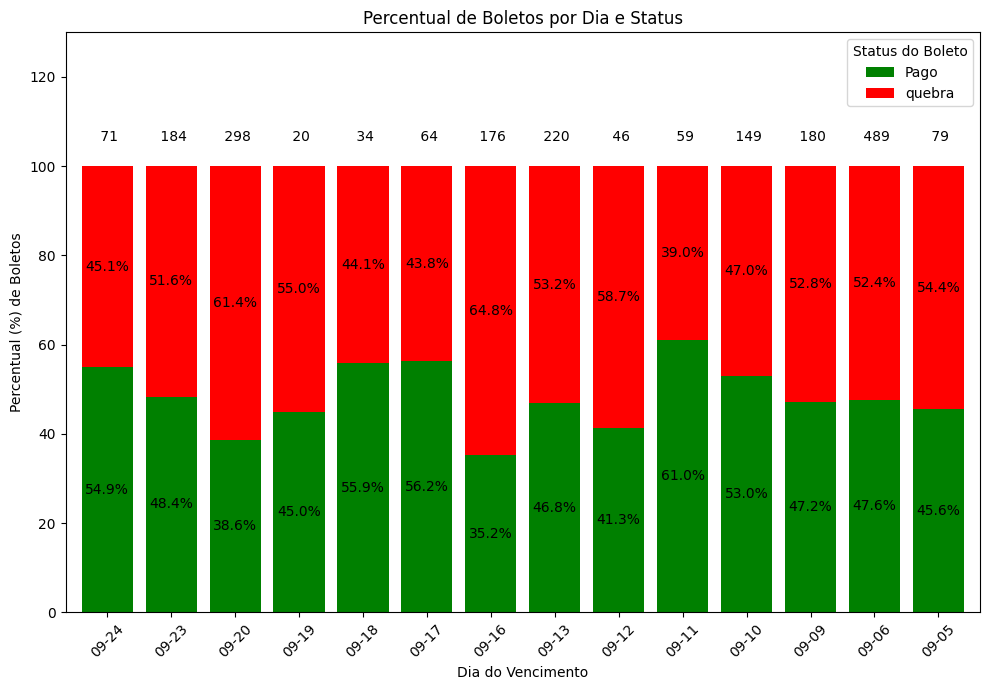 Percentual de Boletos por Dia e Status
Status do Boleto
Pago
quebra
Percentual (%) de Boletos
120
100
80
60
40
20
0
71 184 298 20 34 64 176 220 46 59 149 180 489 79
45.1% 51.6% 61.4% 55.0% 44.1% 43.8% 64.8% 53.2% 58.7% 39.0% 47.0% 52.8% 52.4% 54.4%
54.9% 48.4% 38.6% 45.0% 55.9% 56.2% 35.2% 46.8% 41.3% 61.0% 53.0% 47.2% 47.6% 45.6%
09-24 09-23 09-20 09-19 09-18 09-17 09-16 09-13 09-12 09-11 09-10 09-09 09-06 09-05
Dia do Vencimento